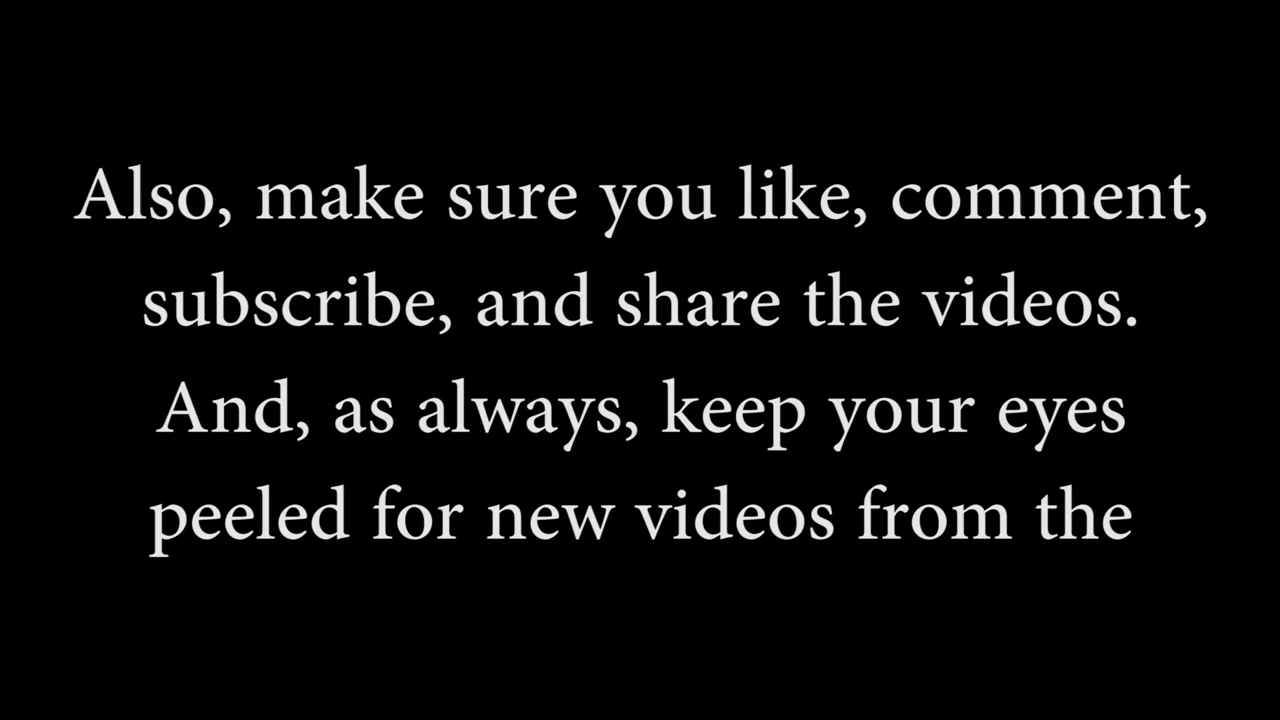 Also, make sure you like, comment,
subscribe, and share the videos.
And, as always, keep your eyes
peeled for new videos from the